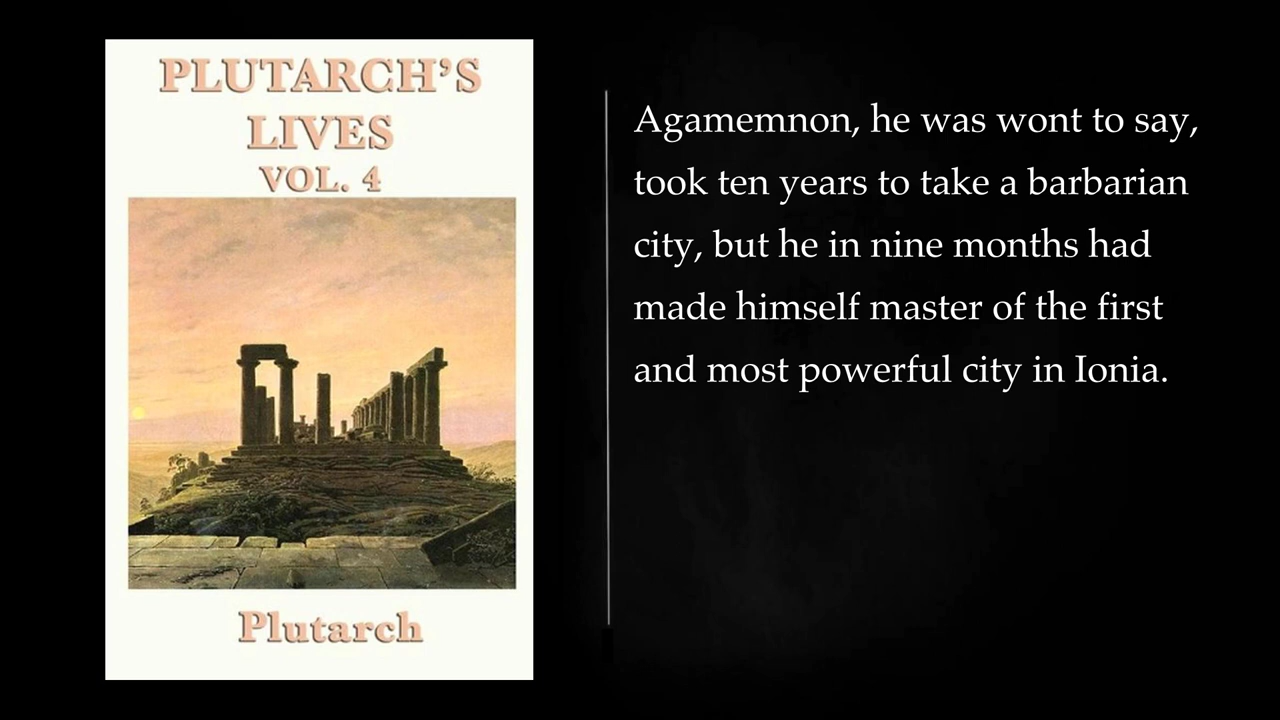 PLUTARCH'S
LIVES
VOL. 4
Plutarch
Agamemnon, he was wont to say,
took ten years to take a barbarian
city, but he in nine months had
made himself master of the first
and most powerful city in Ionia.